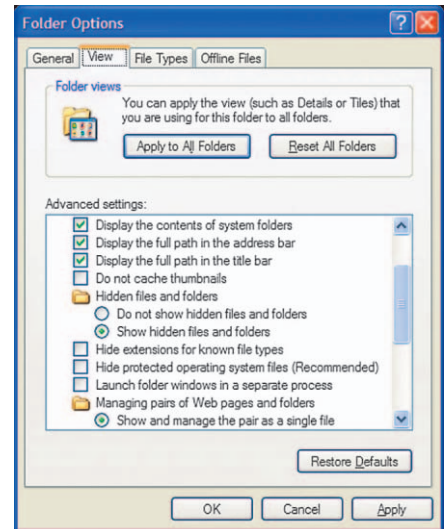 Folder Options
General View File Types Offline Files
Folder views
You can apply the view (such as Details or Tiles) that
you are using for this folder to all folders.
Apply to All Folders Reset All Folders
Advanced settings:
Display the contents of system folders
Display the full path in the address bar
Display the full path in the title bar
Do not cache thumbnails
Hidden files and folders
Do not show hidden files and folders
Show hidden files and folders
Hide extensions for known file types
Hide protected operating system files (Recommended)
Launch folder windows in a separate process
Managing pairs of Web pages and folders
Show and manage the pair as a single file
Restore Defaults
OK Cancel Apply